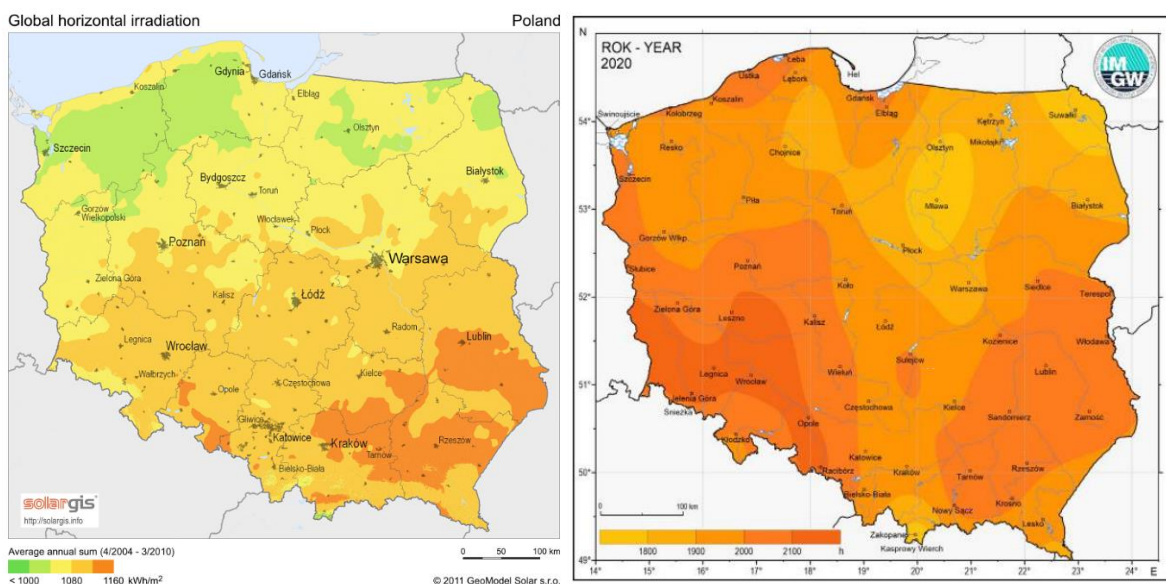 Global horizontal irradiation
Poland
Gdynia
Gdańsk
Koszalin
Elbląg
Olsztyn
Szczecin
Bydgoszcz
Toruń
Białystok
Gorzów
Wielkopolski
Włocławek
Płock
Poznań
Warsawa
Zielona Góra
Kalisz
Łódź
Radom
Lublin
Legnica
Wrocław
Wałbrzych
Opole
Częstochowa
Kielce
Gliwice
Katowice
Kraków
Tarnów
Rzeszów
Bielsko-Biała
solargis
http://solargis.info
Average annual sum (4/2004 - 3/2010)
< 1000
1080
1160 kWh/m²
0
50
100 km
© 2011 GeoModel Solar s.r.o.
N
ROK - YEAR
2020
IM
GW
Łeba
Ustka
Lębork
Hel
Koszalin
Gdańsk
Elbląg
Kołobrzeg
Świnoujście
Kętrzyn
Suwałki
54°
Resko
Chojnica
Olsztyn
Mikołajki
Szczecin
Piła
Toruń
Mława
Białystok
53°
Gorzów Wlkp.
Płock
Słubice
Poznań
Koło
Warszawa
Siedlce
Terespol
52°
Zielona Góra
Leszno
Kalisz
Łódź
Kozienice
Włodawa
Sulejów
Legnica
Wrocław
Wieluń
Lublin
51°
Jelenia Góra
Śnieżka
Częstochowa
Kielce
Sandomierz
Zamość
Kłodzko
Opole
Katowice
Racibórz
Kraków
Tarnów
Rzeszów
50°
Bielsko-Biała
Nowy Sącz
Krosno
Lesko
0
100 km
Zakopane
Kasprowy Wierch
1800
1900
2000
2100
h
49°
14°
15°
16°
17°
18°
19°
20°
21°
22°
23°
E